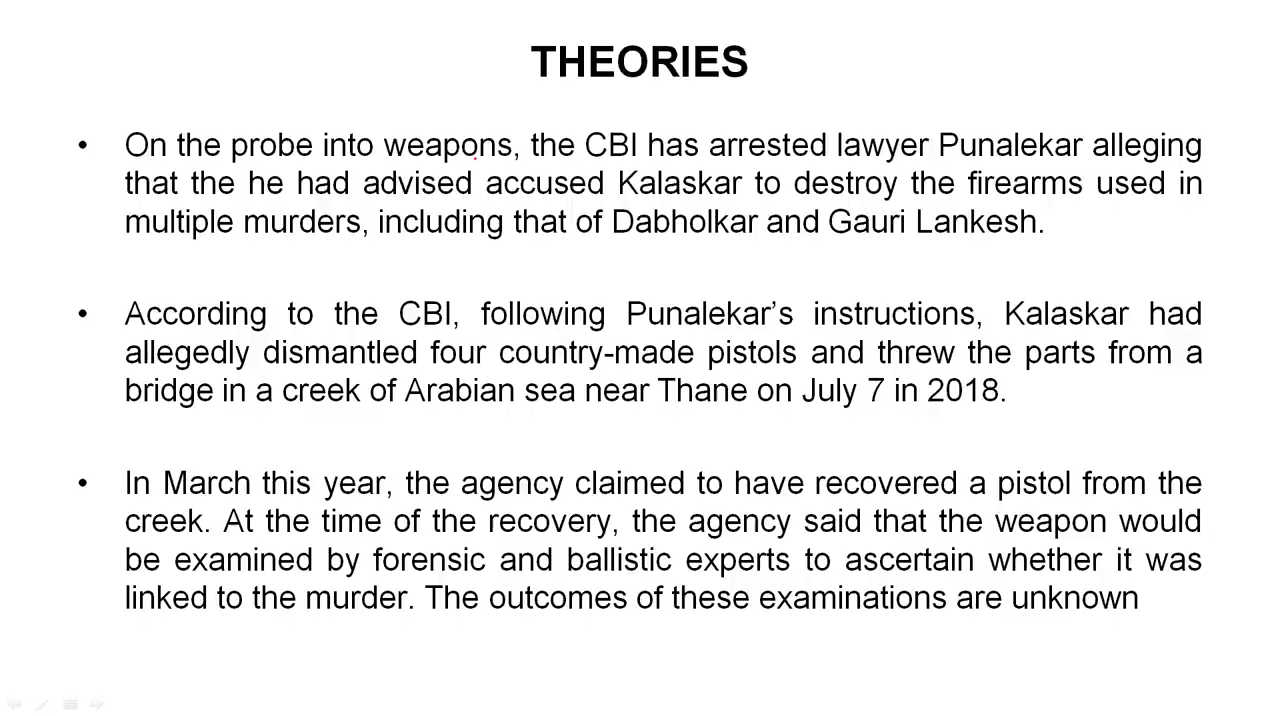 THEORIES
• On the probe into weapons, the CBI has arrested lawyer Punalekar alleging
that the he had advised accused Kalaskar to destroy the firearms used in
multiple murders, including that of Dabholkar and Gauri Lankesh.
• According to the CBI, following Punalekar’s instructions, Kalaskar had
allegedly dismantled four country-made pistols and threw the parts from a
bridge in a creek of Arabian sea near Thane on July 7 in 2018.
• In March this year, the agency claimed to have recovered a pistol from the
creek. At the time of the recovery, the agency said that the weapon would
be examined by forensic and ballistic experts to ascertain whether it was
linked to the murder. The outcomes of these examinations are unknown